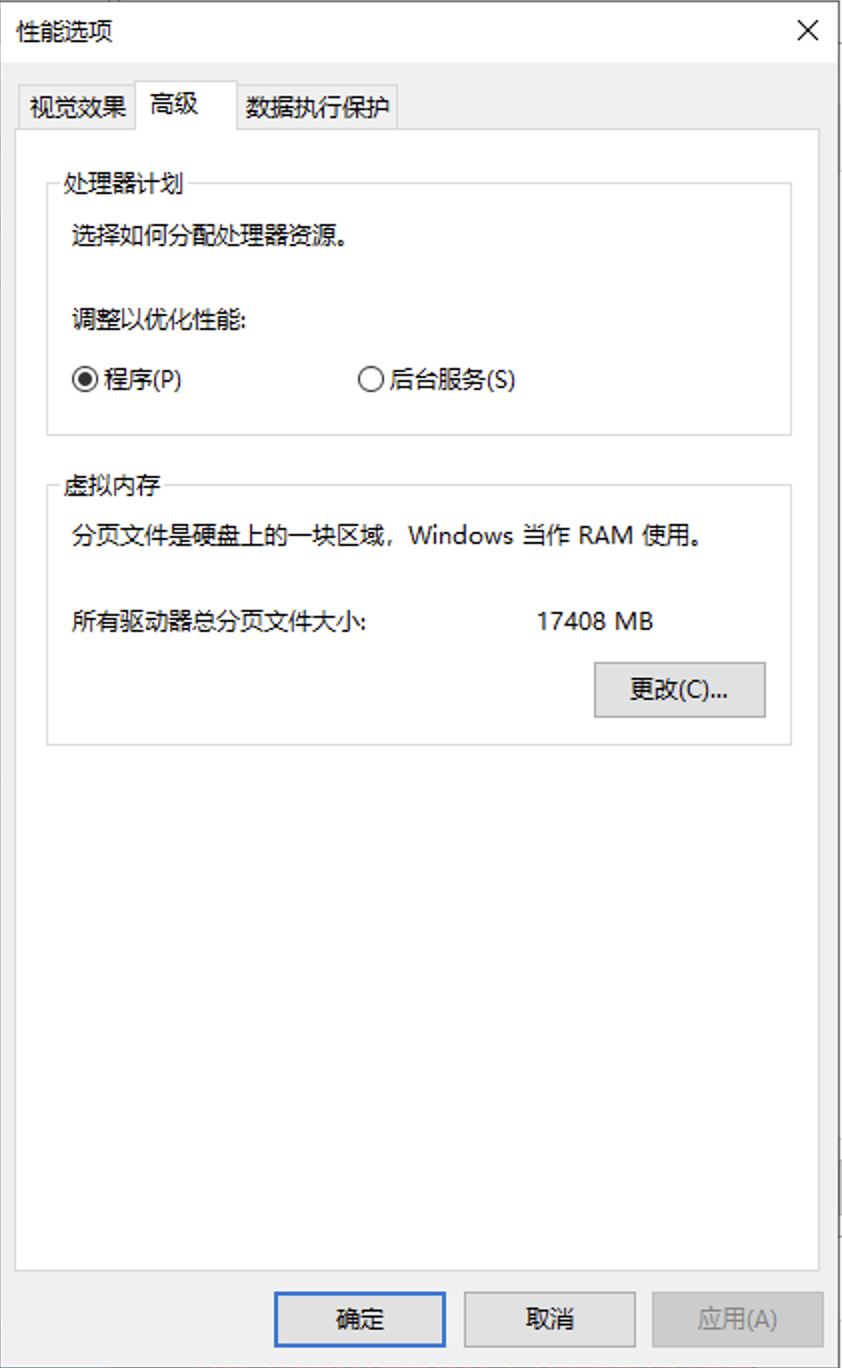 性能选项
视觉效果 高级 数据执行保护
处理器计划
选择如何分配处理器资源。
调整以优化性能:
程序(P) 后台服务(S)
虚拟内存
分页文件是硬盘上的一块区域，Windows 当作 RAM 使用。
所有驱动器总分页文件大小: 17408 MB
更改(C)...
确定 取消 应用(A)